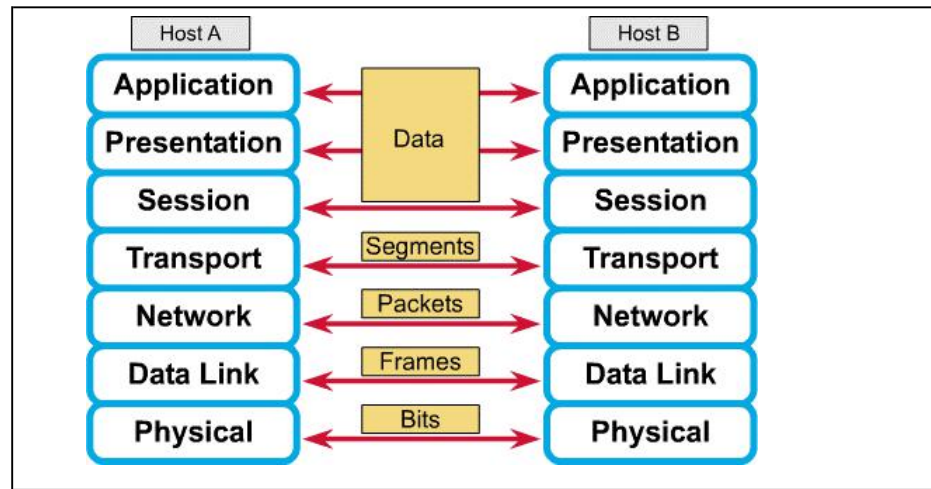 Host A
Host B
Application
Application
Presentation
Data
Presentation
Session
Session
Segments
Transport
Transport
Packets
Network
Network
Frames
Data Link
Data Link
Bits
Physical
Physical